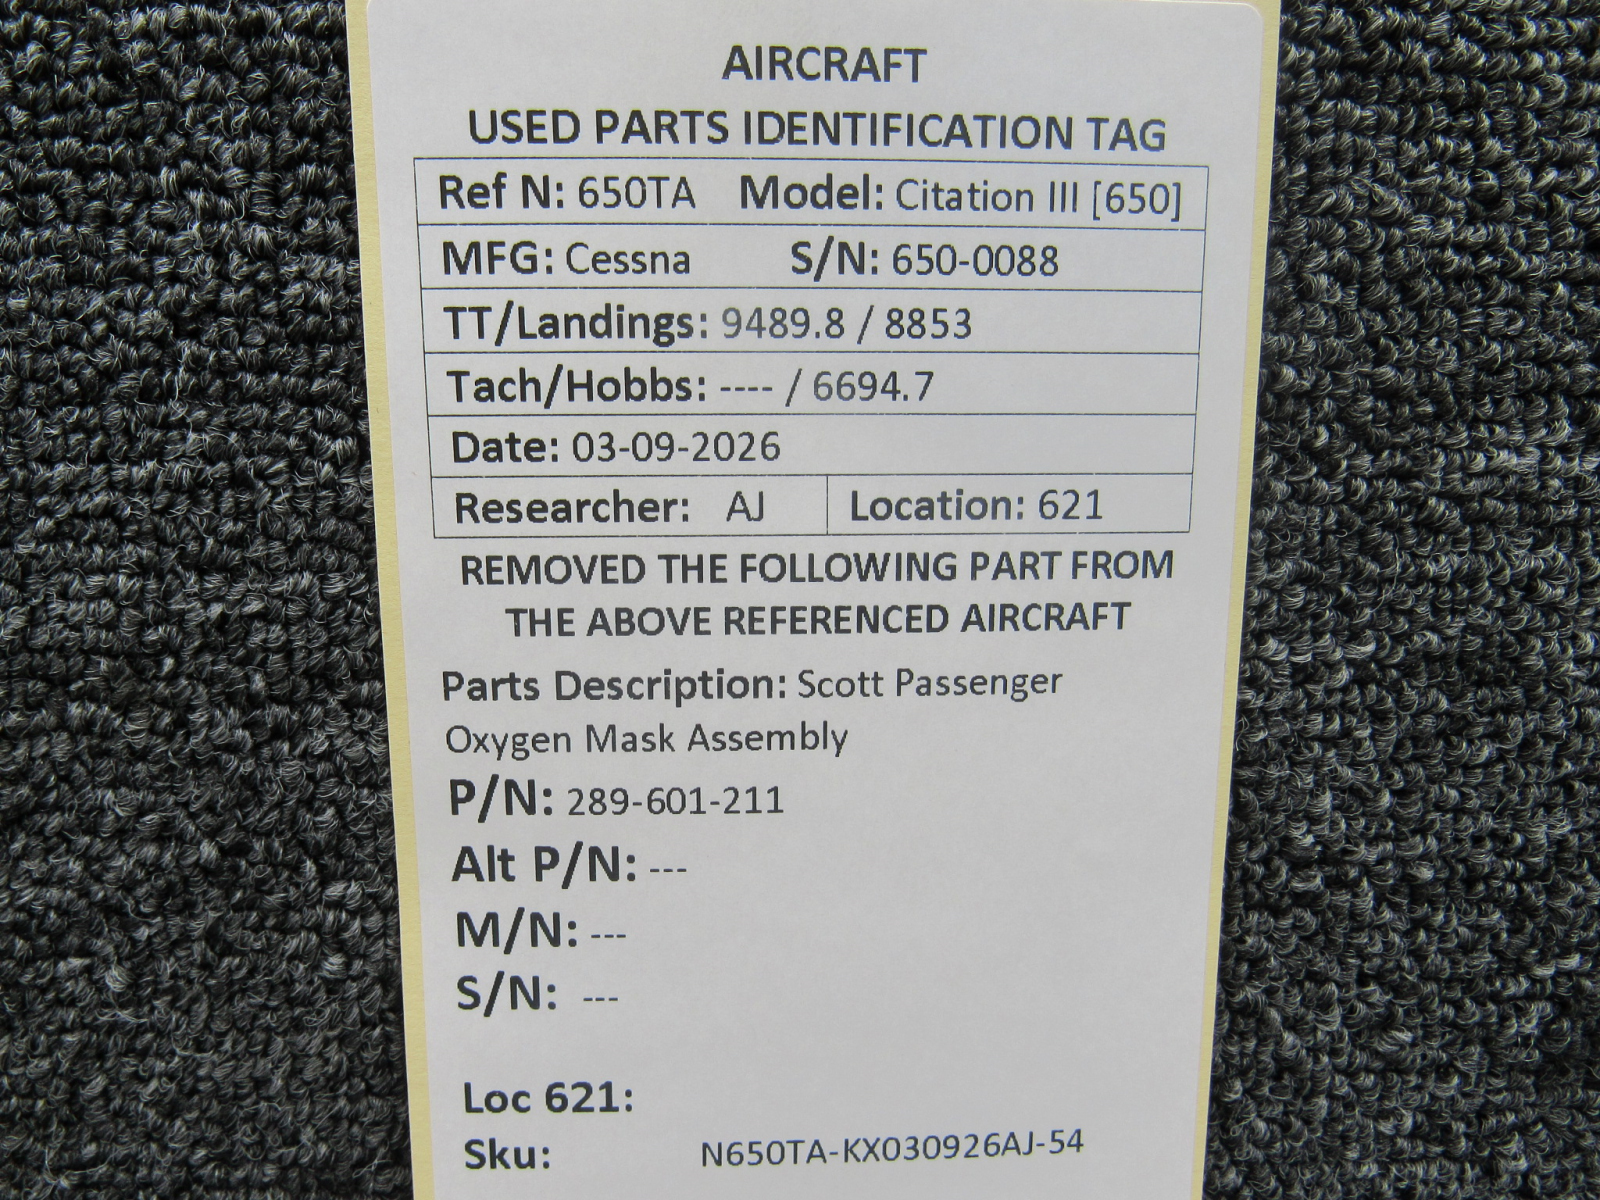 AIRCRAFT
USED PARTS IDENTIFICATION TAG
Ref N: 650TA Model: Citation III [650]
MFG: Cessna S/N: 650-0088
TT/Landings: 9489.8 / 8853
Tach/Hobbs: ---- / 6694.7
Date: 03-09-2026
Researcher: AJ Location: 621
REMOVED THE FOLLOWING PART FROM
THE ABOVE REFERENCED AIRCRAFT
Parts Description: Scott Passenger
Oxygen Mask Assembly
P/N: 289-601-211
Alt P/N: ---
M/N: ---
S/N: ---
Loc 621:
Sku: N650TA-KX030926AJ-54